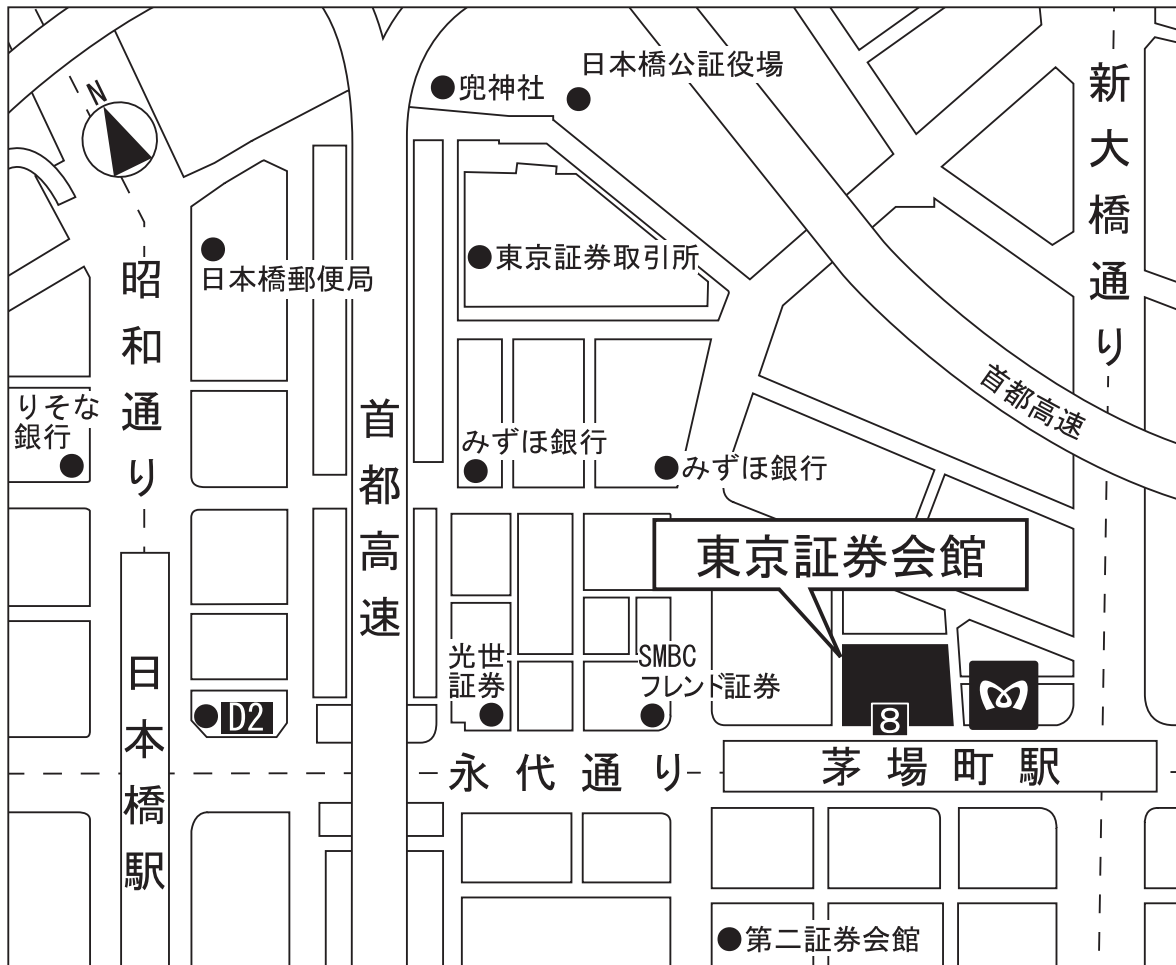 N
兜神社
日本橋公証役場
新大橋通り
昭和通り
日本橋郵便局
東京証券取引所
首都高速
りそな
銀行
首都高速
みずほ銀行
みずほ銀行
東京証券会館
光世
証券
SMBC
フレンド証券
日本橋駅
D2
8
永代通り
茅場町駅
第二証券会館